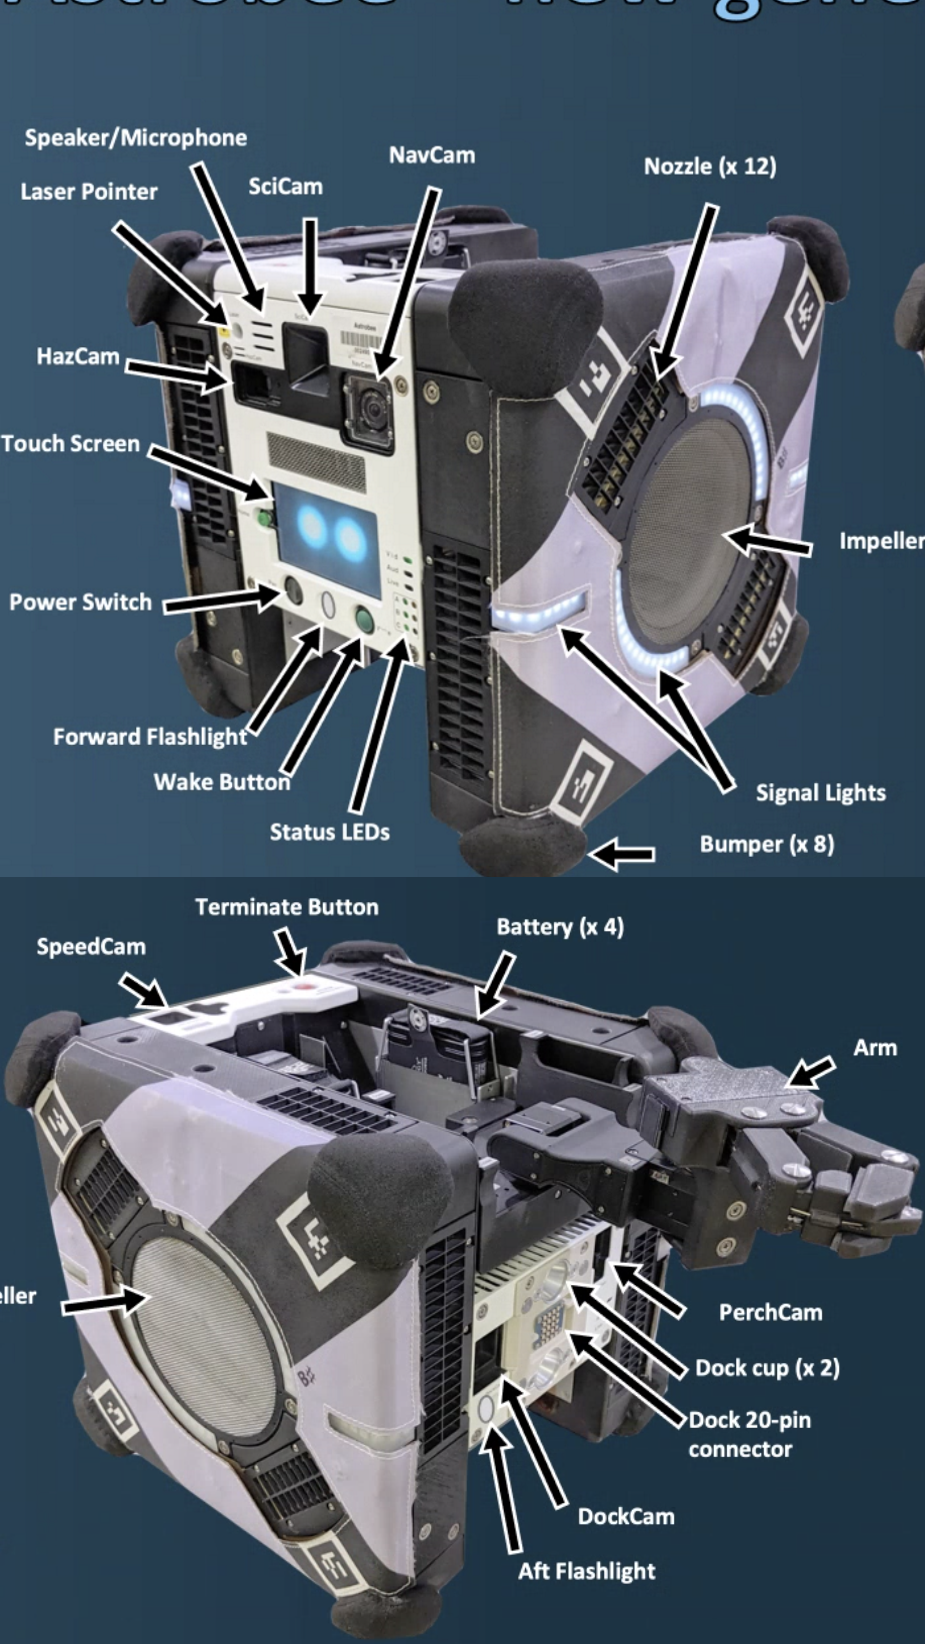 Astrobee
Speaker/Microphone
NavCam
Nozzle (x 12)
Laser Pointer
SciCam
HazCam
Touch Screen
Impeller
Power Switch
Forward Flashlight
Wake Button
Signal Lights
Status LEDs
Bumper (x 8)
Terminate Button
Battery (x 4)
SpeedCam
Arm
PerchCam
Dock cup (x 2)
Dock 20-pin
connector
DockCam
Aft Flashlight